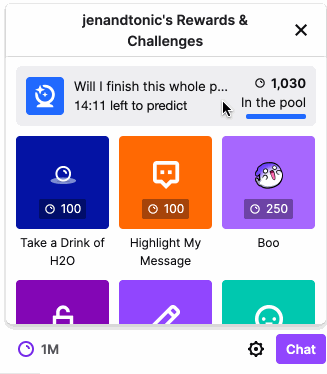 jenandtonic's Rewards &
Challenges
Will I finish this whole p...
1,030
14:11 left to predict
In the pool
100
100
250
Take a Drink of
H2O
Highlight My
Message
Boo
1M
Chat